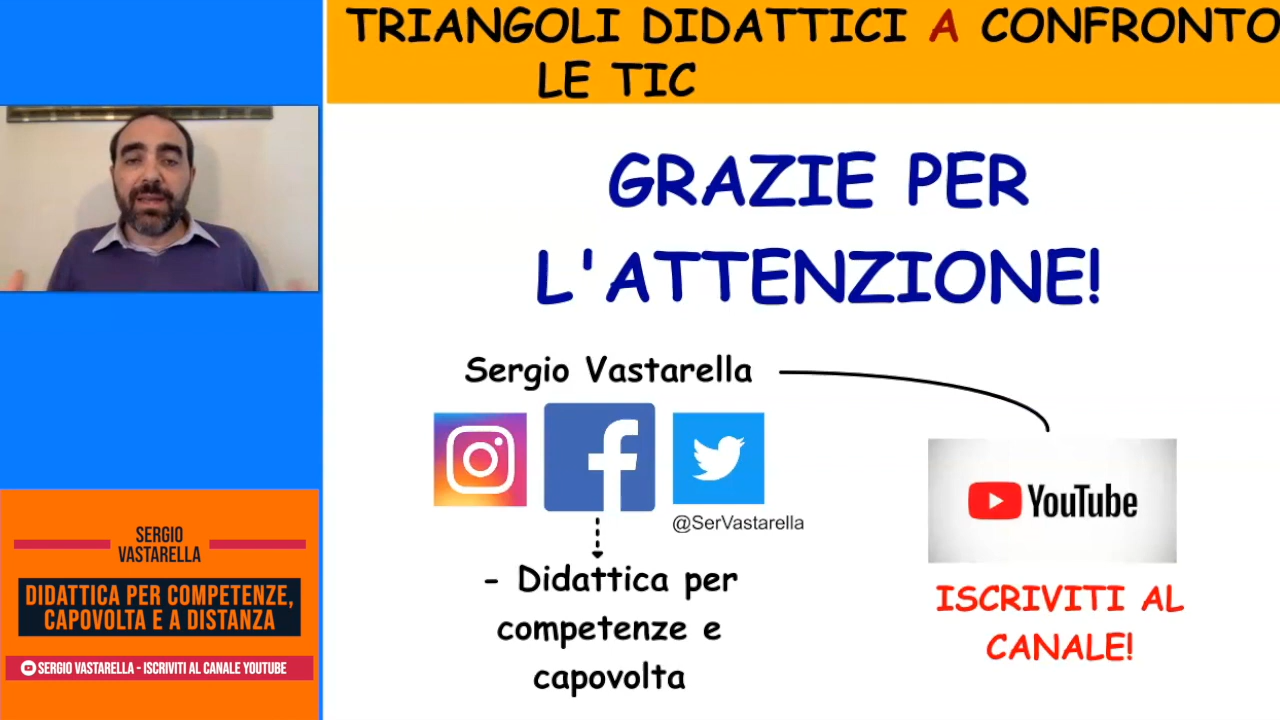 TRIANGOLI DIDATTICI A CONFRONTO
LE TIC
GRAZIE PER
L'ATTENZIONE!
Sergio Vastarella
@SerVastarella
YouTube
- Didattica per
competenze e
capovolta
ISCRIVITI AL
CANALE!
SERGIO
VASTARELLA
DIDATTICA PER COMPETENZE,
CAPOVOLTA E A DISTANZA
SERGIO VASTARELLA - ISCRIVITI AL CANALE YOUTUBE